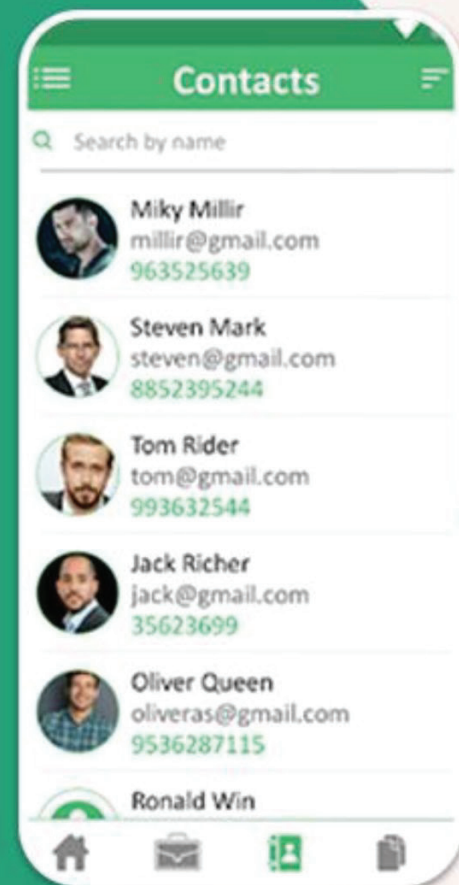 Contacts
Search by name
Miky Millir
millir@gmail.com
963525639
Steven Mark
steven@gmail.com
8852395244
Tom Rider
tom@gmail.com
993632544
Jack Richer
jack@gmail.com
35623699
Oliver Queen
oliveras@gmail.com
9536287115
Ronald Win